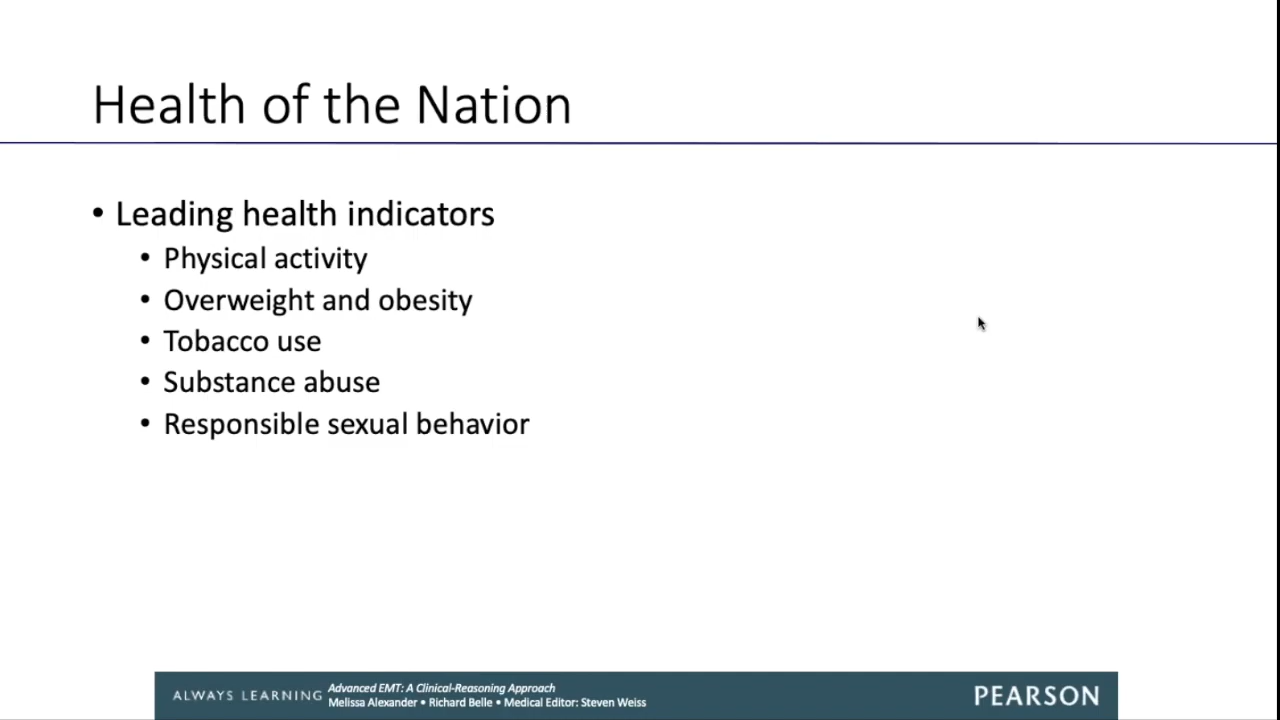 Health of the Nation
• Leading health indicators
• Physical activity
• Overweight and obesity
• Tobacco use
• Substance abuse
• Responsible sexual behavior
ALWAYS LEARNING
Advanced EMT: A Clinical-Reasoning Approach
Melissa Alexander • Richard Belle • Medical Editor: Steven Weiss
PEARSON